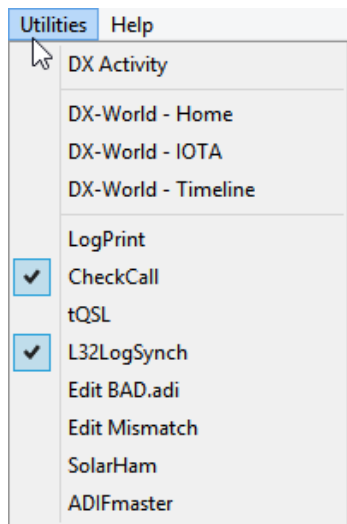 Utilities Help
DX Activity
DX-World - Home
DX-World - IOTA
DX-World - Timeline
LogPrint
CheckCall
tQSL
L32LogSynch
Edit BAD.adi
Edit Mismatch
SolarHam
ADIFmaster